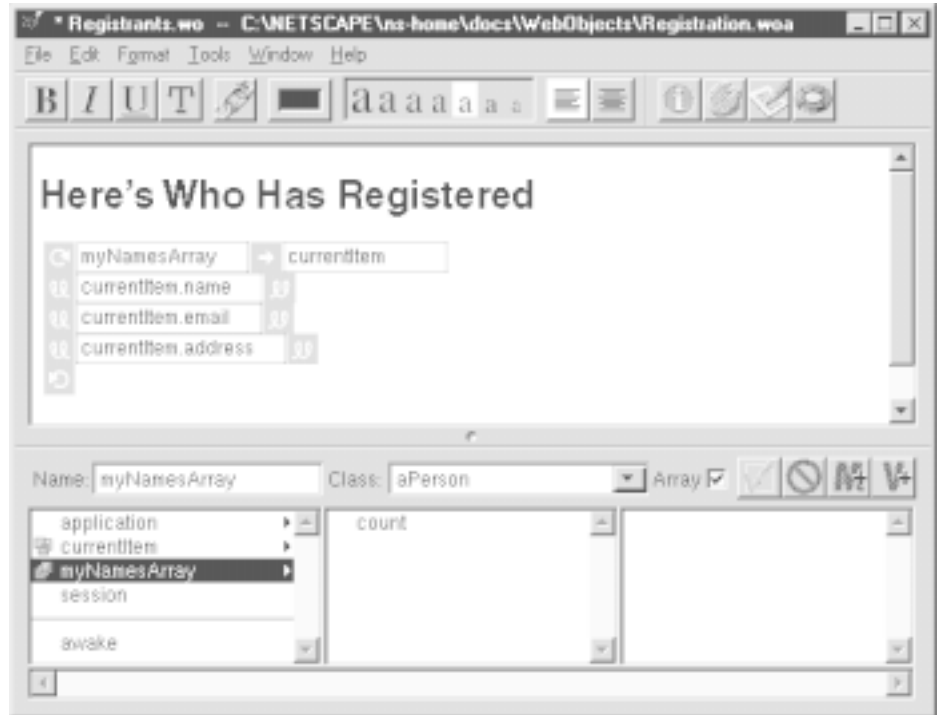 * Registrants.wo -- C:\NETSCAPE\ns-home\docs\WebObjects\Registration.woa
File Edit Format Tools Window Help
B I U T a a a a a a a
Here's Who Has Registered
myNamesArray currentItem
currentItem.name
currentItem.email
currentItem.address
Name: myNamesArray Class: aPerson Array
application count
currentItem
myNamesArray
session
awake